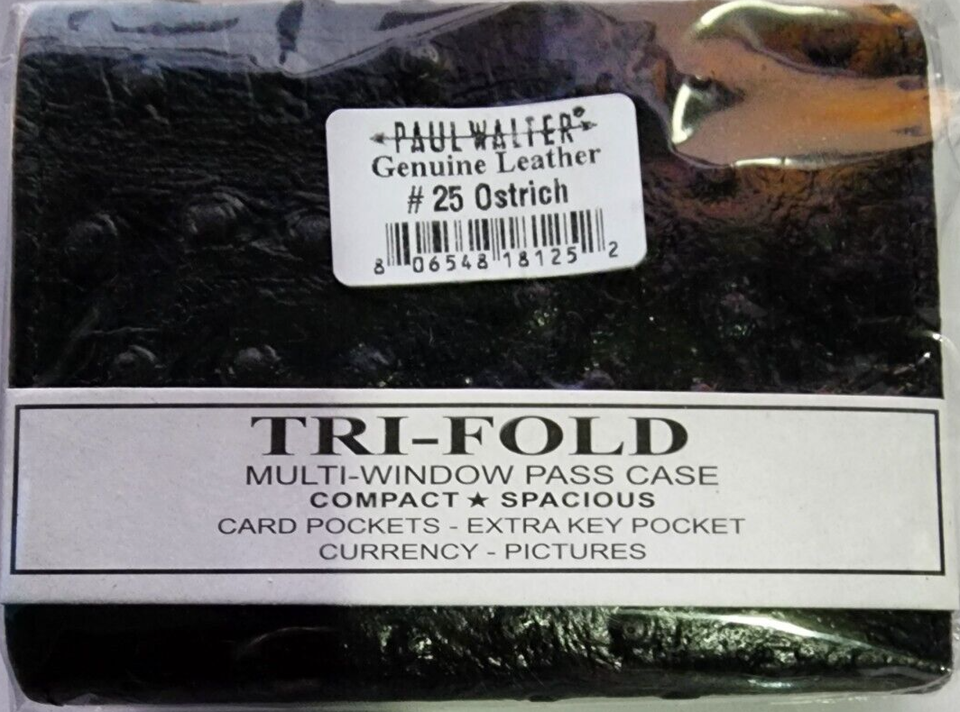 PAUL WALTER®
Genuine Leather
# 25 Ostrich
8 06548 18125 2
TRI-FOLD
MULTI-WINDOW PASS CASE
COMPACT ★ SPACIOUS
CARD POCKETS - EXTRA KEY POCKET
CURRENCY - PICTURES